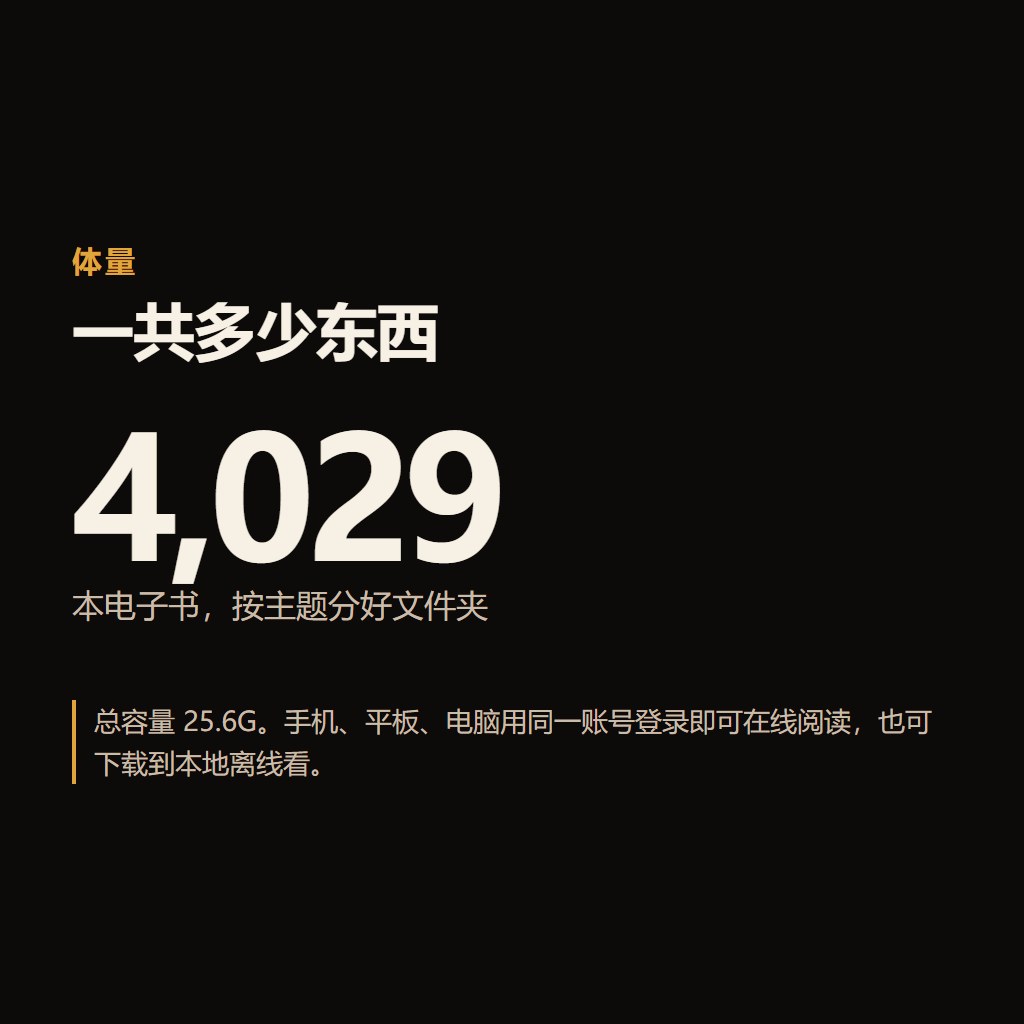 体量
一共多少东西
4,029
本电子书，按主题分好文件夹
总容量 25.6G。手机、平板、电脑用同一账号登录即可在线阅读，也可
下载到本地离线看。